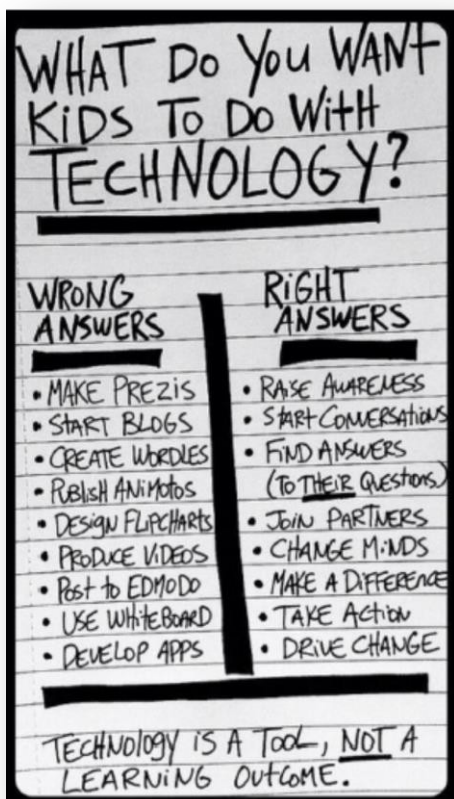 WHAT DO YOU WANT
KiDS TO DO WiTH
TECHNOLOGY?
WRONG
ANSWERS
• MAKE PREZiS
• START BLOGS
• CREATE WORDLES
• PUBLiSH ANiMOTOS
• DESiGN FLiPCHARTS
• PRODUCE ViDEOS
• POST to EDMODO
• USE WHiTEBOARD
• DEVELOP APPS
RiGHT
ANSWERS
• RAiSE AWARENESS
• START CONVERSATiONS
• FiND ANSWERS
(TO THEiR QUESTiONS)
• JOiN PARTNERS
• CHANGE MiNDS
• MAKE A DiFFERENCE
• TAKE ACTiON
• DRiVE CHANGE
TECHNOLOGY iS A TOOL, NOT A
LEARNiNG OUTCOME.